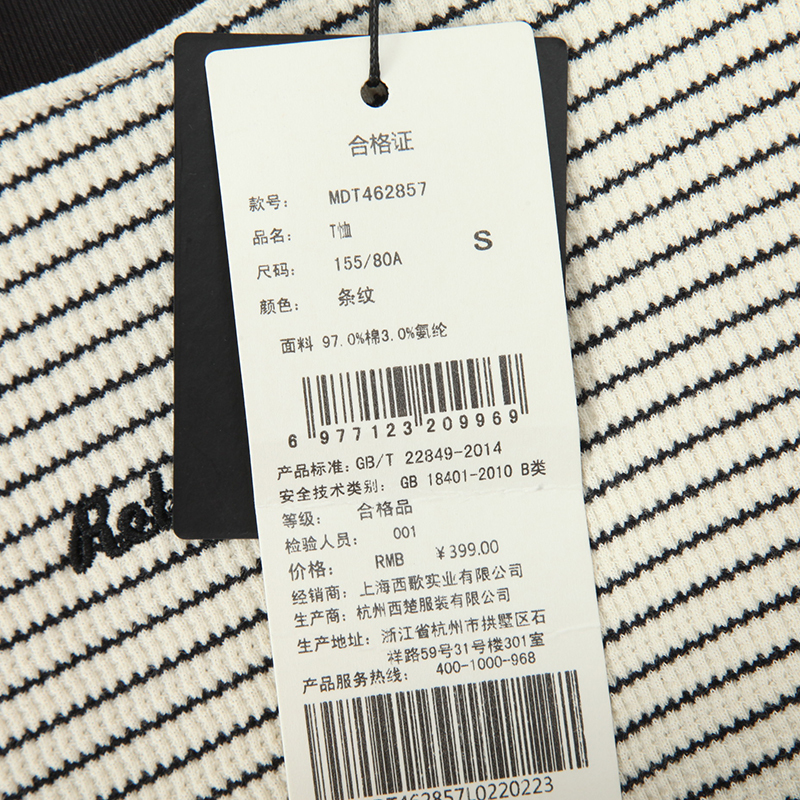 合格证
款号: MDT462857
品名: T恤
S
尺码: 155/80A
颜色: 条纹
面料 97.0%棉3.0%氨纶
6 977123 209969
产品标准: GB/T 22849-2014
安全技术类别: GB 18401-2010 B类
等级: 合格品
检验人员: 001
价格: RMB ¥399.00
经销商: 上海西歌实业有限公司
生产商: 杭州西楚服装有限公司
生产地址: 浙江省杭州市拱墅区石
祥路59号31号楼301室
产品服务热线: 400-1000-968
DT462857L0220223
Ret